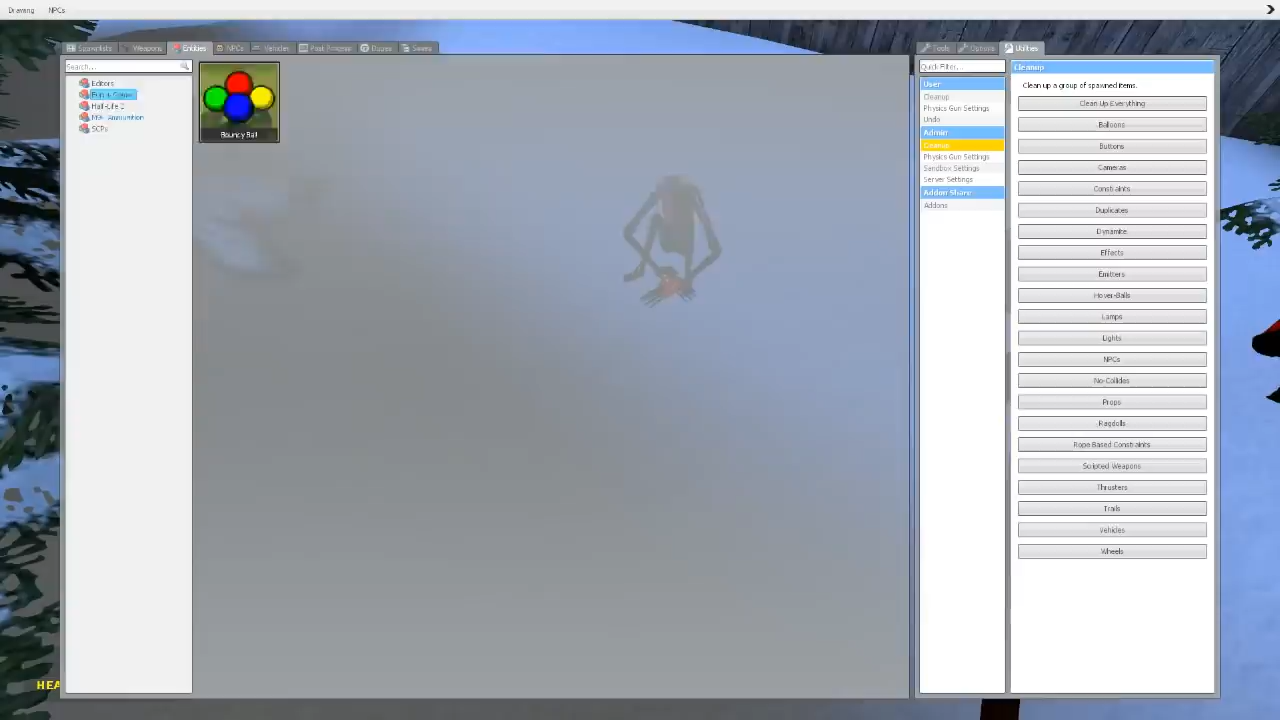 Drawing NPCs
Spawnlists Weapons Entities NPCs Vehicles Post Process Dupes Saves
Tools Options Utilities
Search...
Editors
Half-Life 2
M9K Ammunition
SCPs
Bouncy Ball
Quick Filter...
User
Cleanup
Physics Gun Settings
Undo
Admin
Cleanup
Physics Gun Settings
Sandbox Settings
Server Settings
Addon Share
Addons
Cleanup
Clean up a group of spawned items.
Clean Up Everything
Balloons
Buttons
Cameras
Constraints
Duplicates
Dynamite
Effects
Emitters
Hover-Balls
Lamps
Lights
NPCs
No-Collides
Props
Ragdolls
Rope Based Constraints
Scripted Weapons
Thrusters
Trails
Vehicles
Wheels
HEA